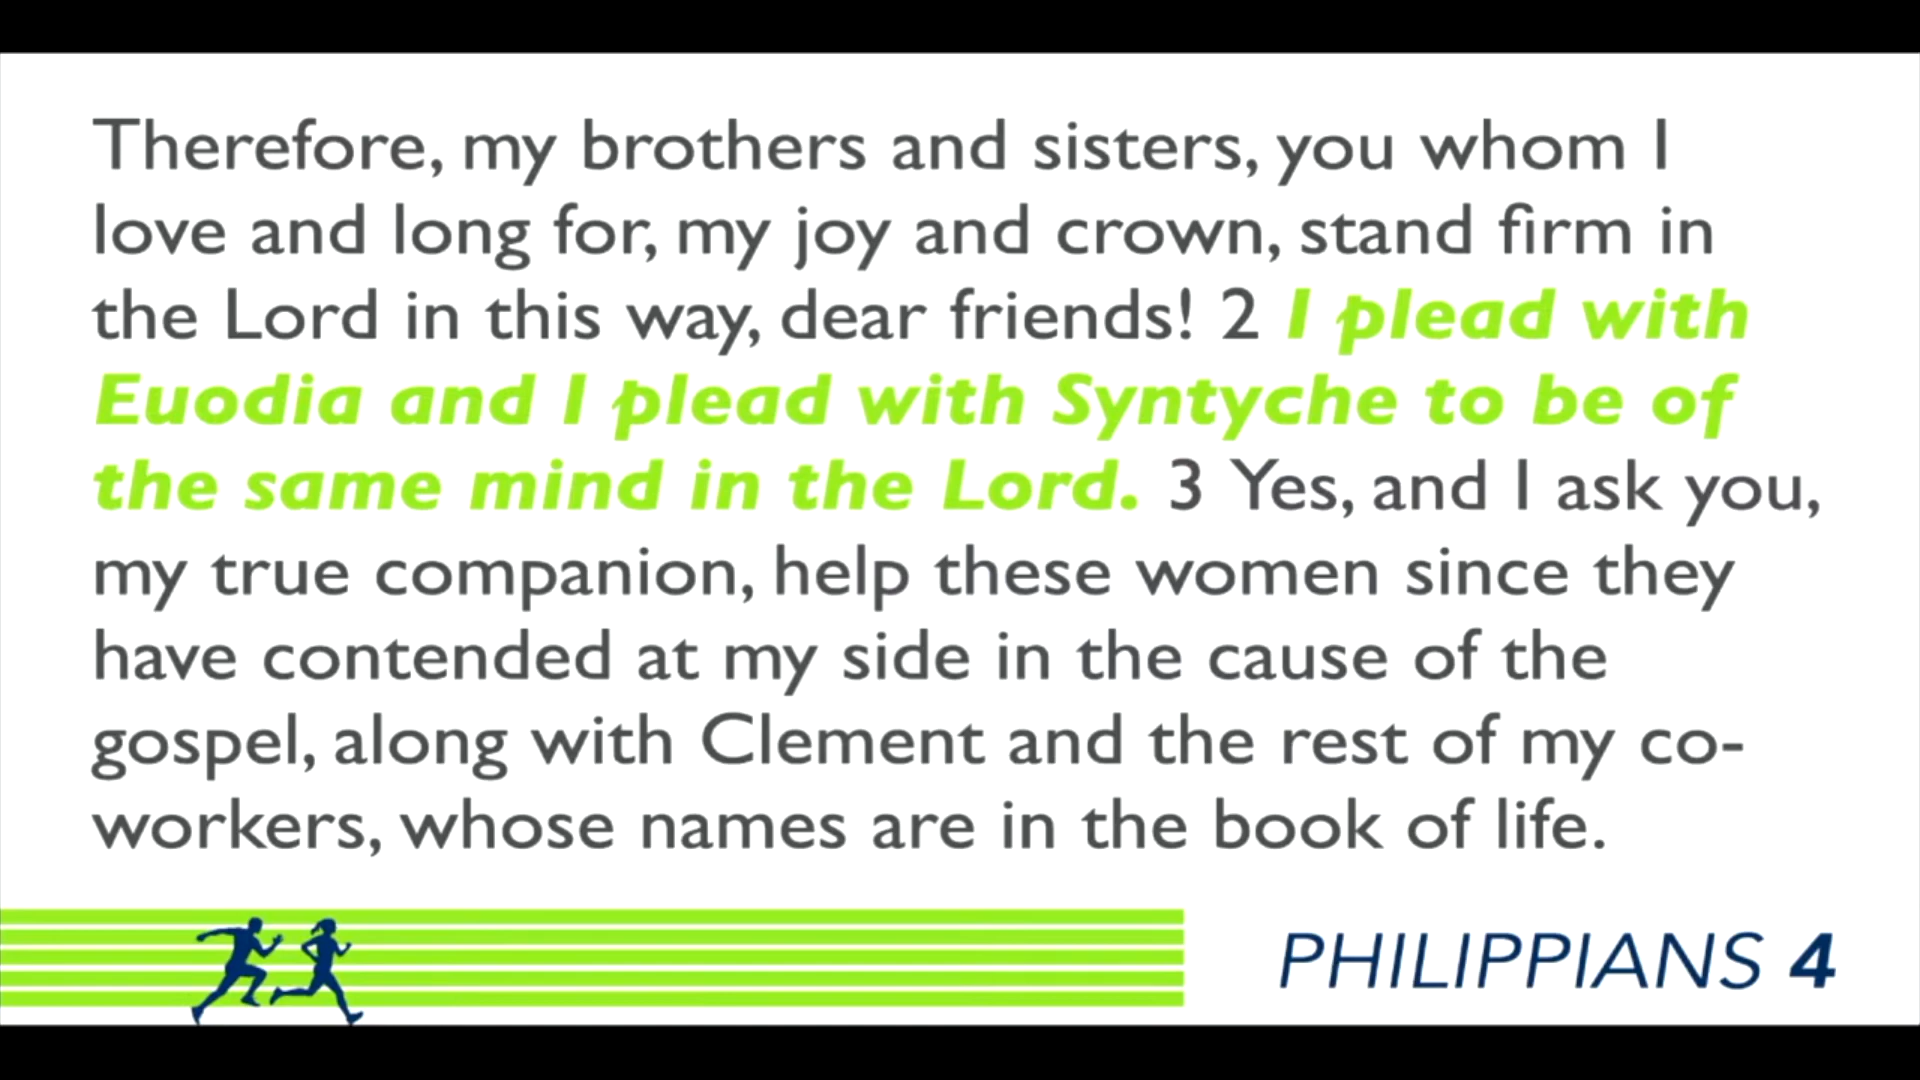 Therefore, my brothers and sisters, you whom I
love and long for, my joy and crown, stand firm in
the Lord in this way, dear friends! 2 I plead with
Euodia and I plead with Syntyche to be of
the same mind in the Lord. 3 Yes, and I ask you,
my true companion, help these women since they
have contended at my side in the cause of the
gospel, along with Clement and the rest of my co-
workers, whose names are in the book of life.
PHILIPPIANS 4